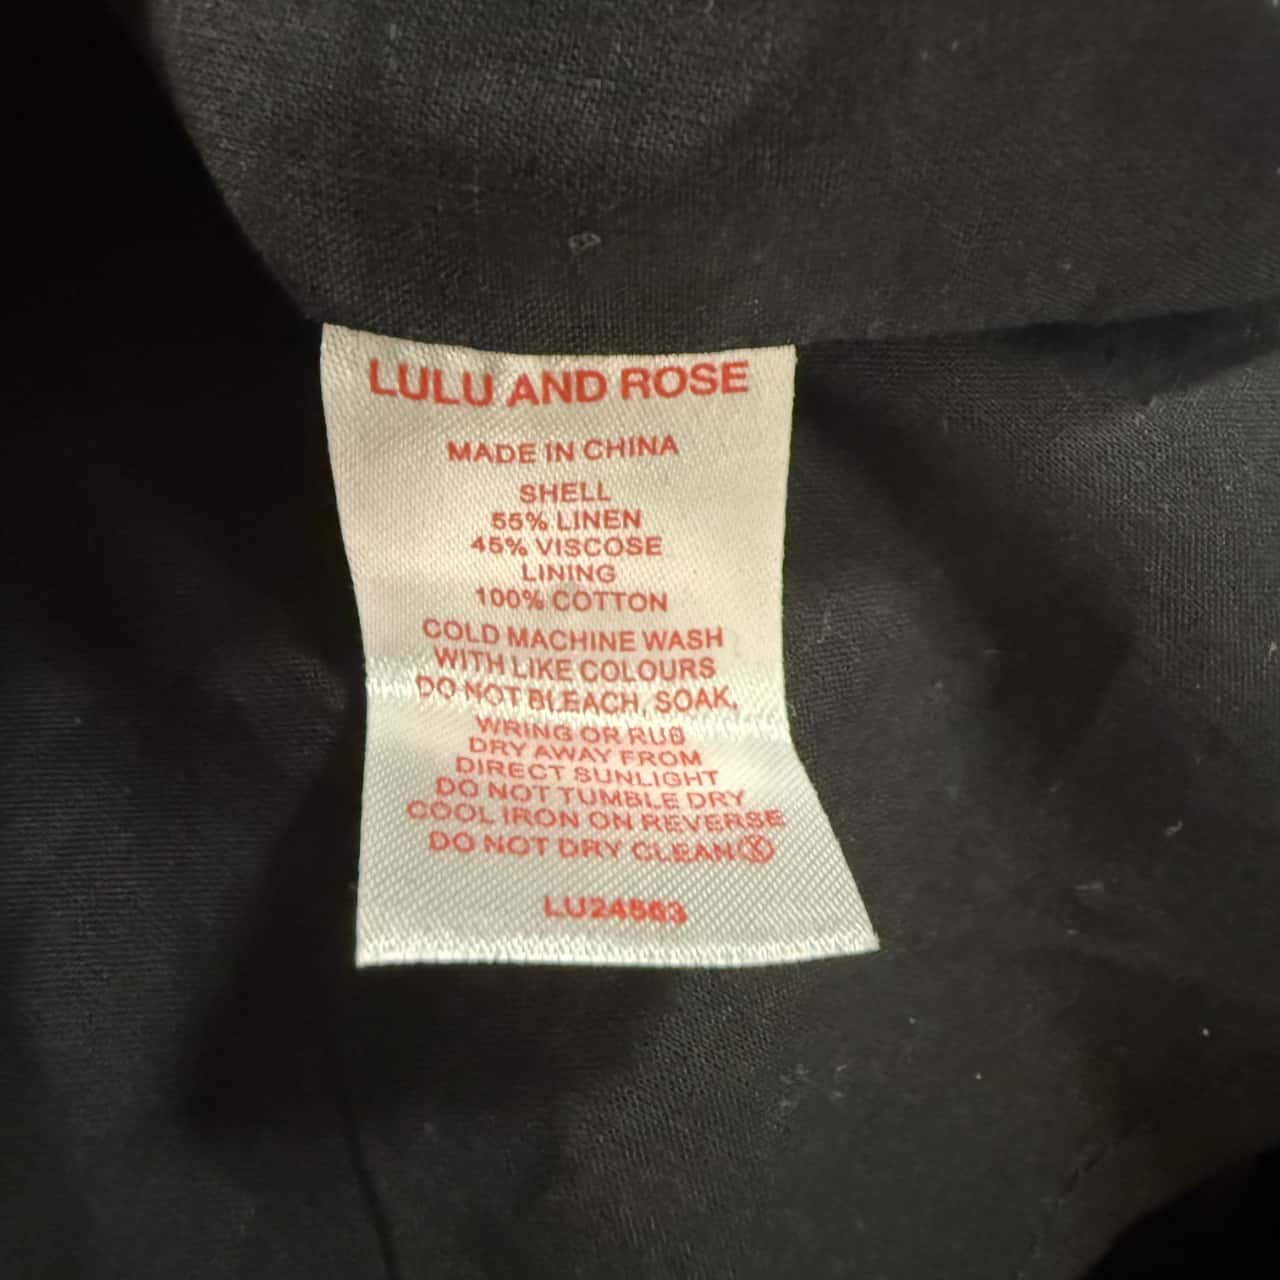 LULU AND ROSE
MADE IN CHINA
SHELL
55% LINEN
45% VISCOSE
LINING
100% COTTON
COLD MACHINE WASH
WITH LIKE COLOURS
DO NOT BLEACH, SOAK,
WRING OR RUB
DRY AWAY FROM
DIRECT SUNLIGHT
DO NOT TUMBLE DRY
COOL IRON ON REVERSE
DO NOT DRY CLEAN
LU24563